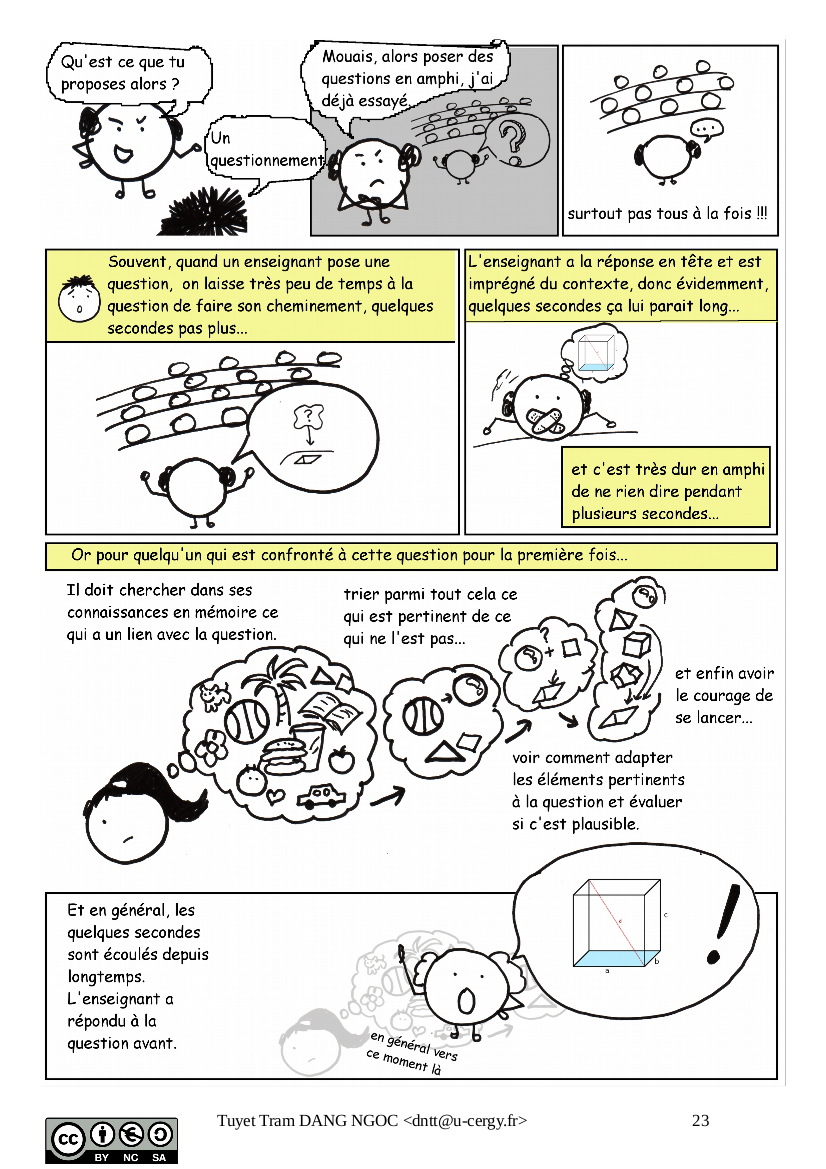 Qu'est ce que tu
proposes alors ?
Un
questionnement
Mouais, alors poser des
questions en amphi, j'ai
déjà essayé...
?
...
surtout pas tous à la fois !!!
Souvent, quand un enseignant pose une
question, on laisse très peu de temps à la
question de faire son cheminement, quelques
secondes pas plus...
?
L'enseignant a la réponse en tête et est
imprégné du contexte, donc évidemment,
quelques secondes ça lui parait long...
et c'est très dur en amphi
de ne rien dire pendant
plusieurs secondes...
Or pour quelqu'un qui est confronté à cette question pour la première fois...
Il doit chercher dans ses
connaissances en mémoire ce
qui a un lien avec la question.
trier parmi tout cela ce
qui est pertinent de ce
qui ne l'est pas...
?
+
et enfin avoir
le courage de
se lancer...
voir comment adapter
les éléments pertinents
à la question et évaluer
si c'est plausible.
Et en général, les
quelques secondes
sont écoulés depuis
longtemps.
L'enseignant a
répondu à la
question avant.
en général vers
ce moment là
e
c
b
a
!
Tuyet Tram DANG NGOC <dntt@u-cergy.fr>
23
cc
BY NC SA